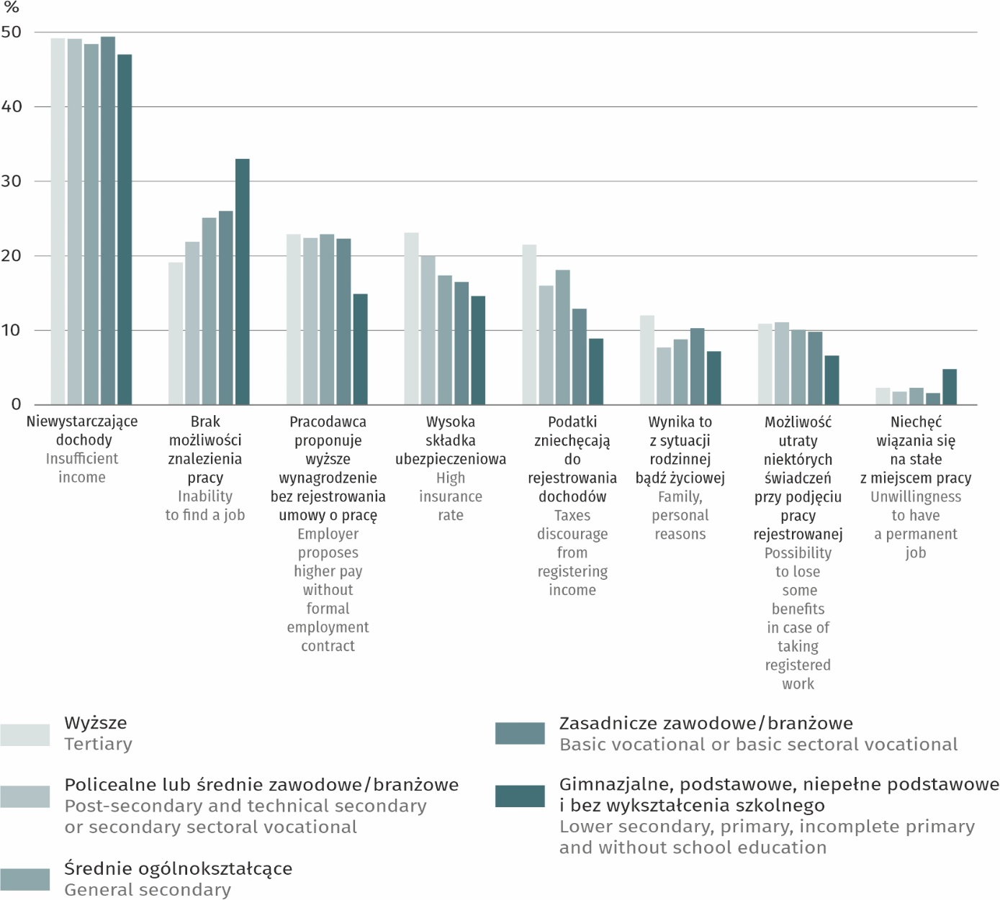 %
50
40
30
20
10
0
Niewystarczające
dochody
Insufficient
income
Brak
możliwości
znalezienia
pracy
Inability
to find a job
Pracodawca
proponuje
wyższe
wynagrodzenie
bez rejestrowania
umowy o pracę
Employer
proposes
higher pay
without
formal
employment
contract
Wysoka
składka
ubezpieczeniowa
High
insurance
rate
Podatki
zniechęcają
do
rejestrowania
dochodów
Taxes
discourage
from
registering
income
Wynika to
z sytuacji
rodzinnej
bądź życiowej
Family,
personal
reasons
Możliwość
utraty
niektórych
świadczeń
przy podjęciu
pracy
rejestrowanej
Possibility
to lose
some
benefits
in case of
taking
registered
work
Niechęć
wiązania się
na stałe
z miejscem pracy
Unwillingness
to have
a permanent
job
Wyższe
Tertiary
Policealne lub średnie zawodowe/branżowe
Post-secondary and technical secondary
or secondary sectoral vocational
Średnie ogólnokształcące
General secondary
Zasadnicze zawodowe/branżowe
Basic vocational or basic sectoral vocational
Gimnazjalne, podstawowe, niepełne podstawowe
i bez wykształcenia szkolnego
Lower secondary, primary, incomplete primary
and without school education